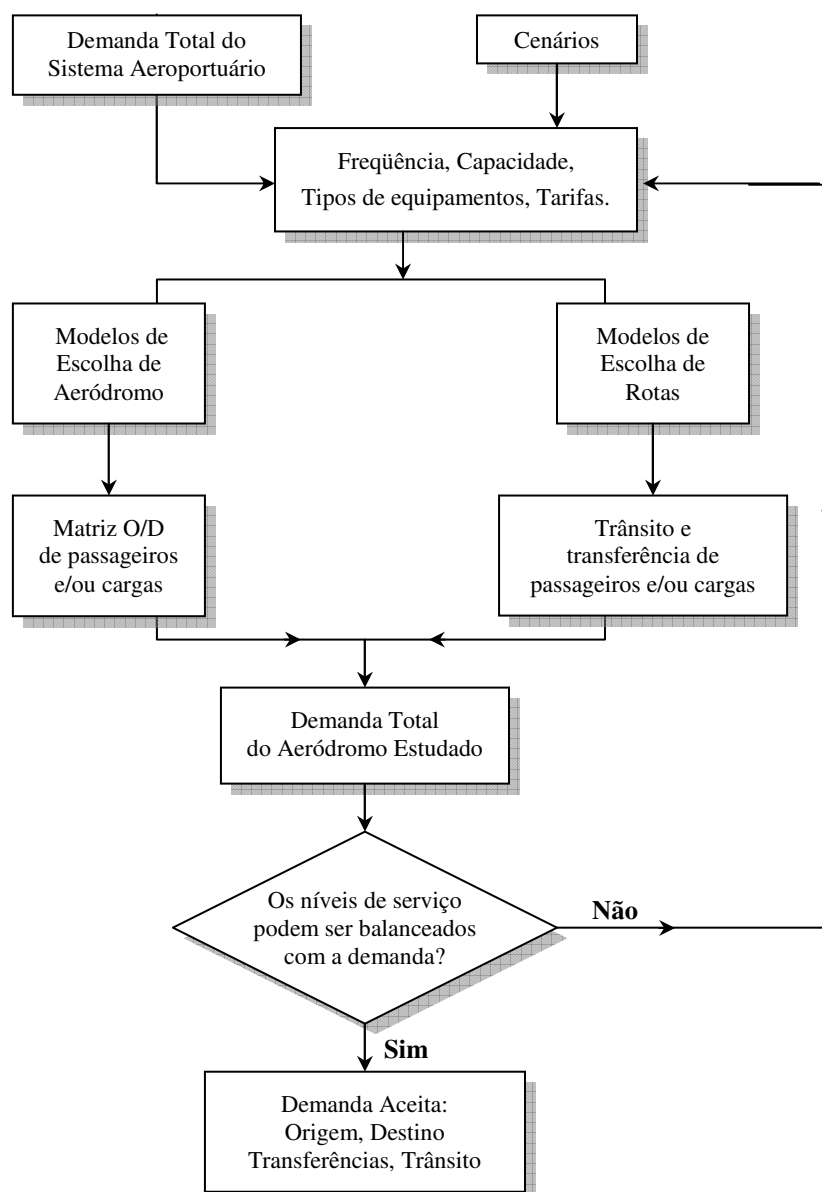 Demanda Total do
Sistema Aeroportuário
Cenários
Freqüência, Capacidade,
Tipos de equipamentos, Tarifas.
Modelos de
Escolha de
Aeródromo
Modelos de
Escolha de
Rotas
Matriz O/D
de passageiros
e/ou cargas
Trânsito e
transferência de
passageiros e/ou cargas
Demanda Total
do Aeródromo Estudado
Os níveis de serviço
podem ser balanceados
com a demanda?
Não
Sim
Demanda Aceita:
Origem, Destino
Transferências, Trânsito